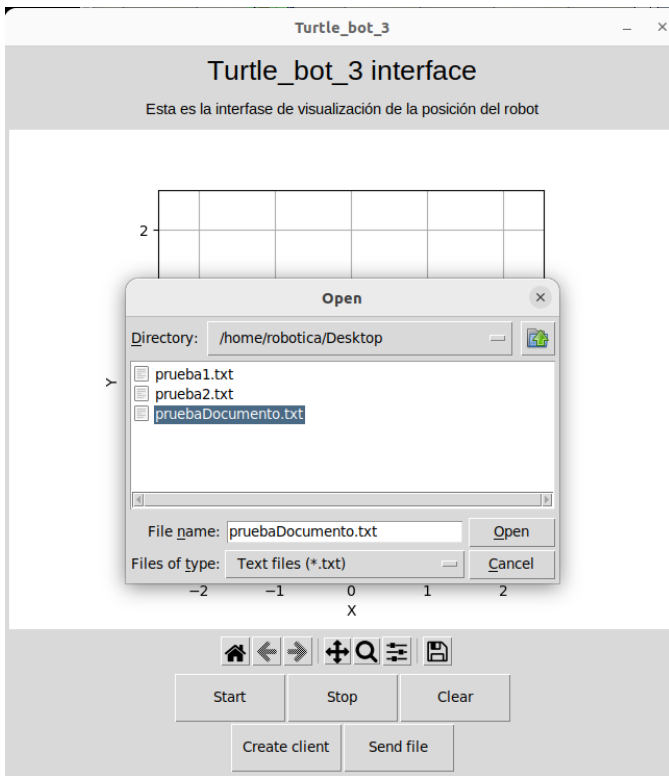 Turtle_bot_3
Turtle_bot_3 interface
Esta es la interfase de visualización de la posición del robot
2
Y
Open
Directory: /home/robotica/Desktop
prueba1.txt
prueba2.txt
pruebaDocumento.txt
File name: pruebaDocumento.txt Open
Files of type: Text files (*.txt) Cancel
−2 −1 0 1 2
X
Start Stop Clear
Create client Send file